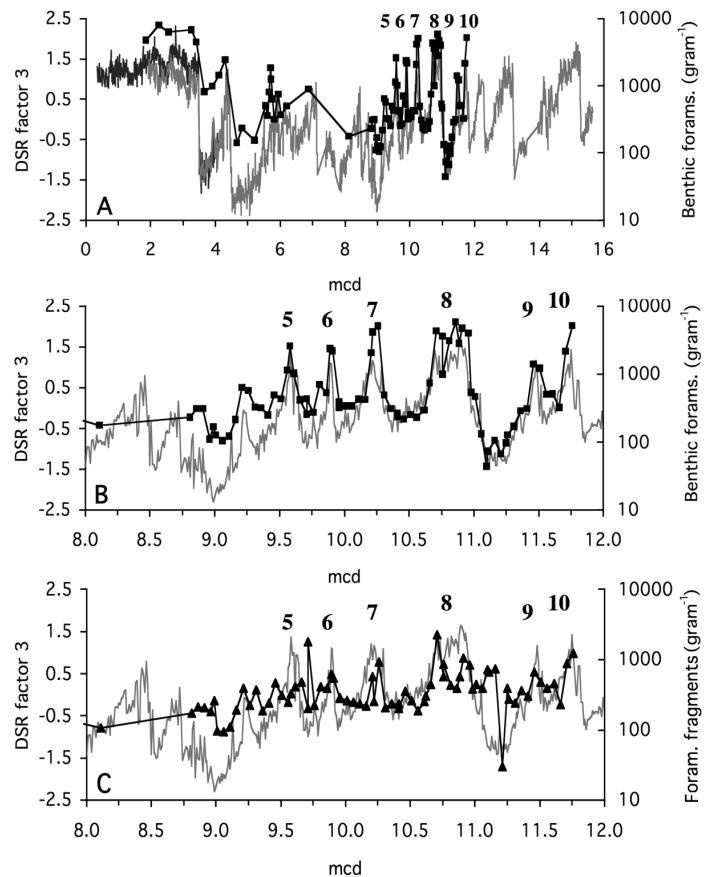 5 6 7 8 9 10
2.5 10000
1.5 1000
0.5
-0.5 100
-1.5
-2.5 10
DSR factor 3
Benthic forams. (gram-1)
A
0 2 4 6 8 10 12 14 16
mcd
5 6 7 8 9 10
2.5 10000
1.5 1000
0.5
-0.5 100
-1.5
-2.5 10
DSR factor 3
Benthic forams. (gram-1)
B
8.0 8.5 9.0 9.5 10.0 10.5 11.0 11.5 12.0
mcd
5 6 7 8 9 10
2.5 10000
1.5 1000
0.5
-0.5 100
-1.5
-2.5 10
DSR factor 3
Foram. fragments (gram-1)
C
8.0 8.5 9.0 9.5 10.0 10.5 11.0 11.5 12.0
mcd